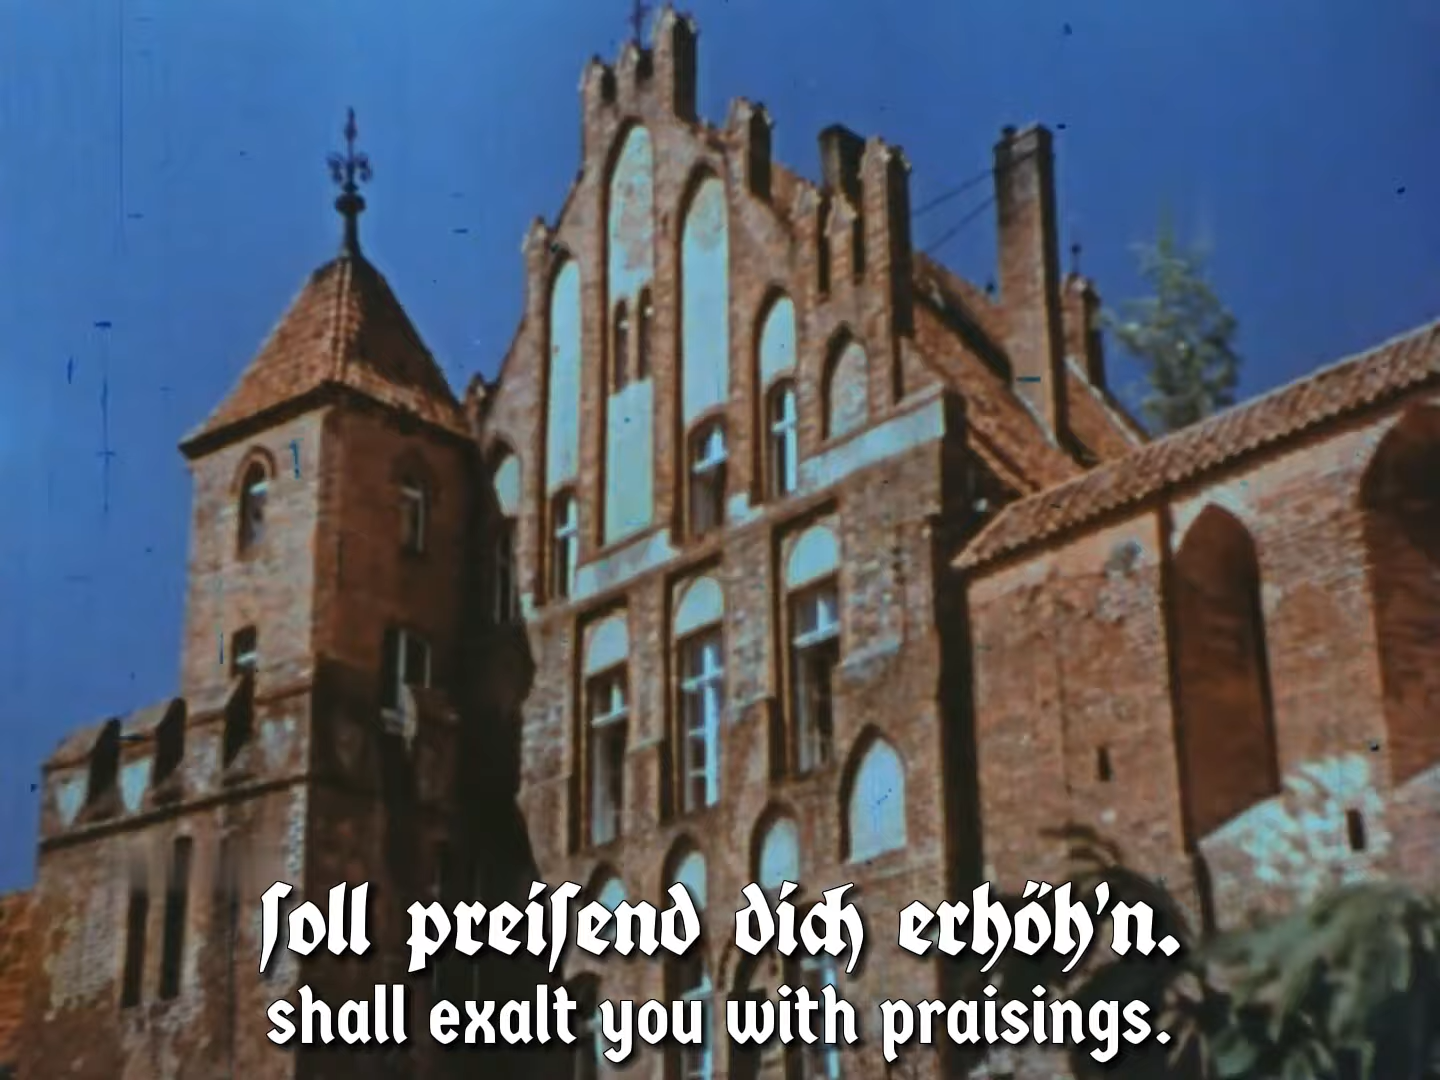 ſoll preiſend dich erhöh’n.
shall exalt you with praisings.